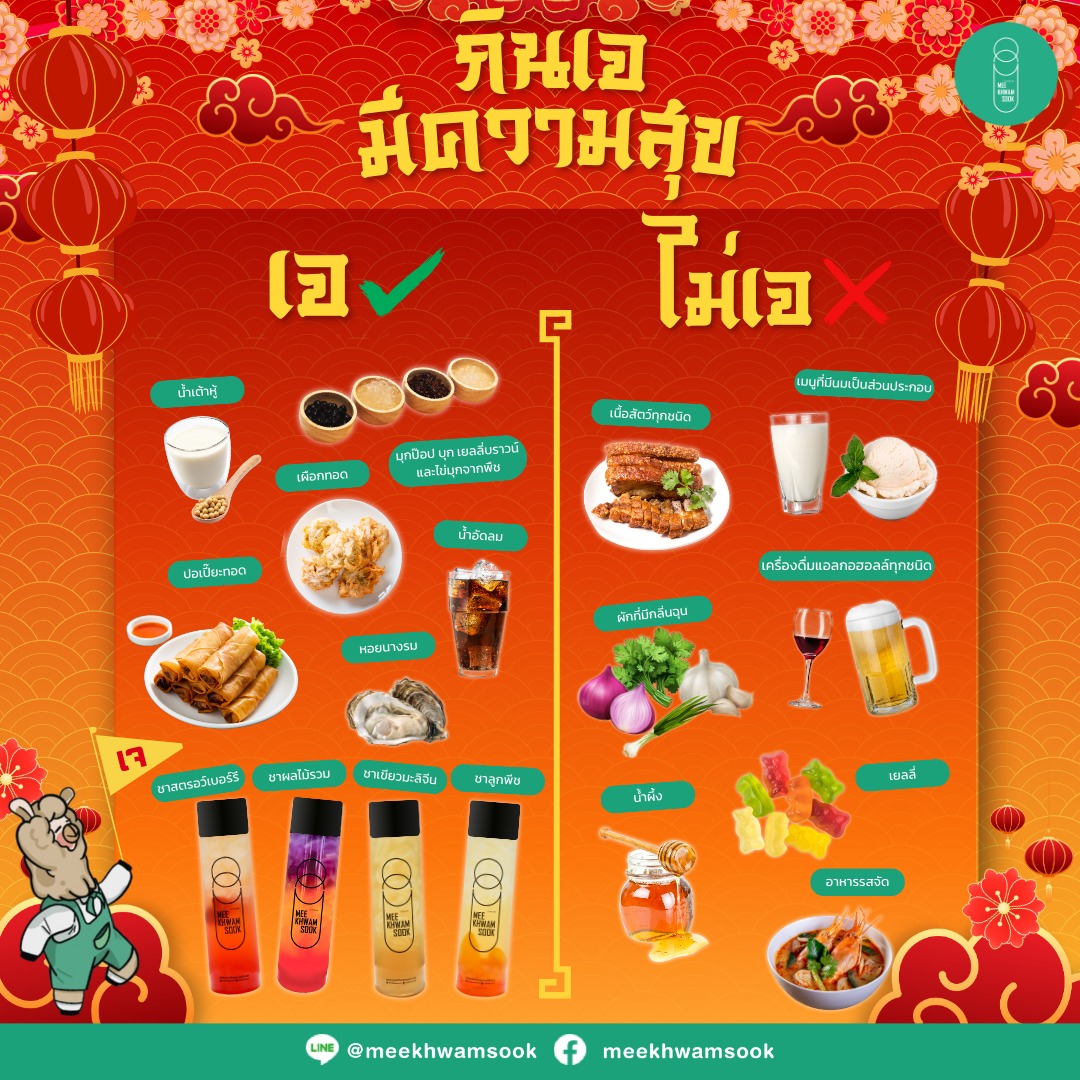 กินเจ
มีความสุข
MEE
KHWAM
SOOK
เจ
ไม่เจ
น้ำเต้าหู้
มุกป๊อป บุก เยลลี่บราวน์
และไข่มุกจากพืช
เผือกทอด
น้ำอัดลม
ปอเปี๊ยะทอด
หอยนางรม
เจ
ชาสตรอว์เบอร์รี
ชาผลไม้รวม
ชาเขียวมะลิจีน
ชาลูกพีช
MEE
KHWAM
SOOK
MEE
KHWAM
SOOK
MEE
KHWAM
SOOK
MEE
KHWAM
SOOK
เนื้อสัตว์ทุกชนิด
เมนูที่มีนมเป็นส่วนประกอบ
เครื่องดื่มแอลกอฮอลล์ทุกชนิด
ผักที่มีกลิ่นฉุน
น้ำผึ้ง
เยลลี่
อาหารรสจัด
LINE @meekhwamsook meekhwamsook